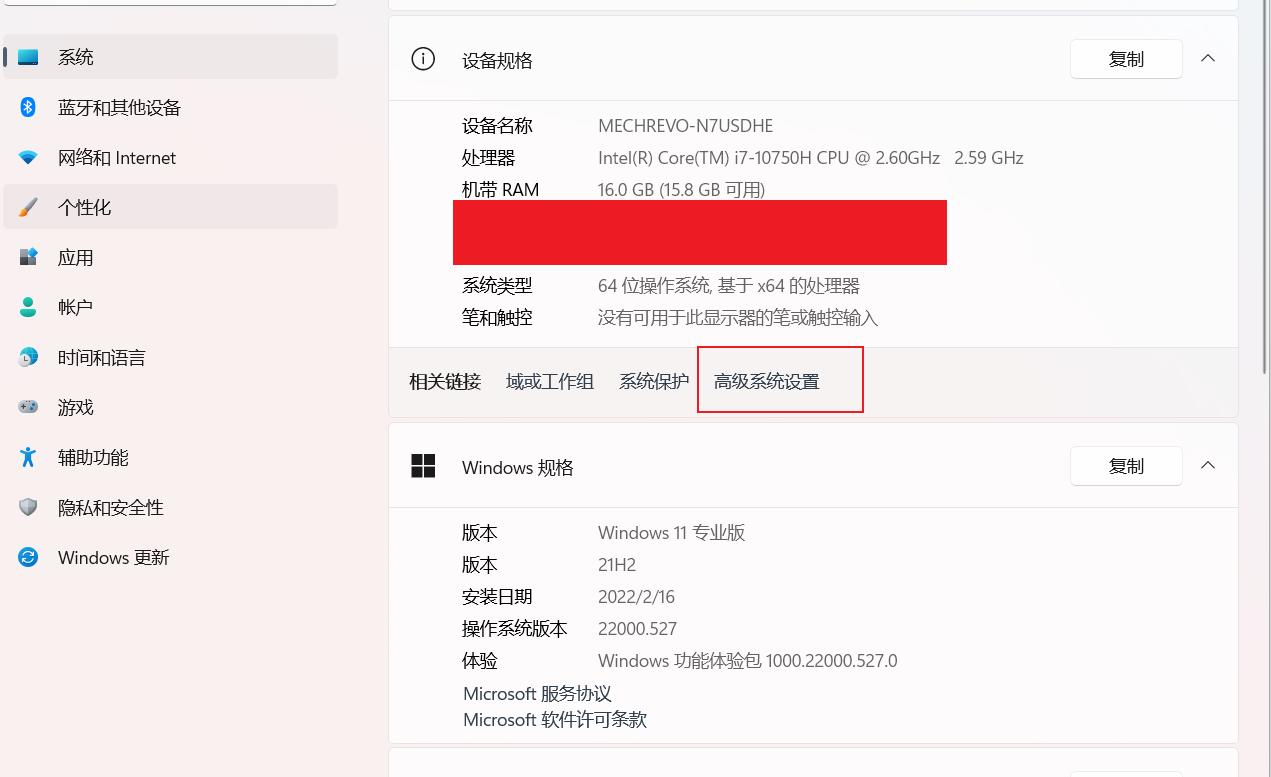 系统
蓝牙和其他设备
网络和 Internet
个性化
应用
帐户
时间和语言
游戏
辅助功能
隐私和安全性
Windows 更新
设备规格
复制
设备名称 MECHREVO-N7USDHE
处理器 Intel(R) Core(TM) i7-10750H CPU @ 2.60GHz 2.59 GHz
机带 RAM 16.0 GB (15.8 GB 可用)
系统类型 64 位操作系统, 基于 x64 的处理器
笔和触控 没有可用于此显示器的笔或触控输入
相关链接 域或工作组 系统保护 高级系统设置
Windows 规格
复制
版本 Windows 11 专业版
版本 21H2
安装日期 2022/2/16
操作系统版本 22000.527
体验 Windows 功能体验包 1000.22000.527.0
Microsoft 服务协议
Microsoft 软件许可条款